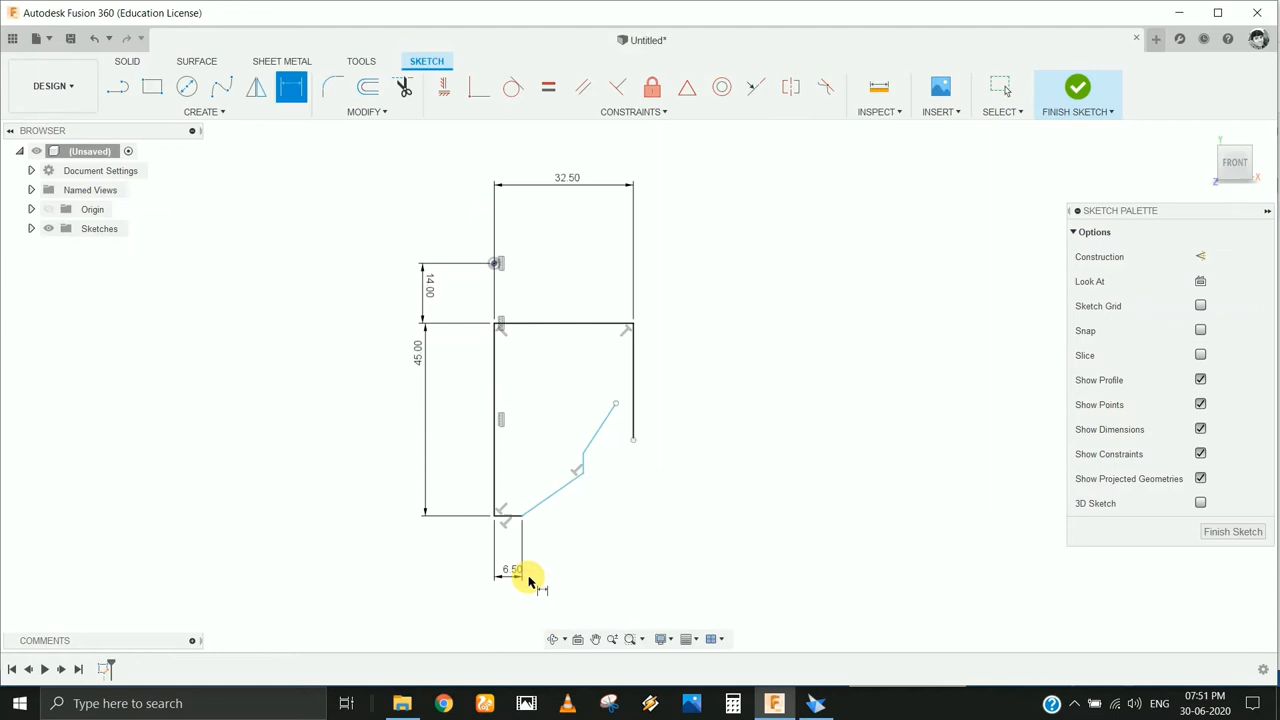 Autodesk Fusion 360 (Education License)
Untitled*
SOLID SURFACE SHEET METAL TOOLS SKETCH
DESIGN
CREATE MODIFY CONSTRAINTS INSPECT INSERT SELECT FINISH SKETCH
BROWSER
(Unsaved)
Document Settings
Named Views
Origin
Sketches
FRONT
Y
X
Z
SKETCH PALETTE
Options
Construction
Look At
Sketch Grid
Snap
Slice
Show Profile
Show Points
Show Dimensions
Show Constraints
Show Projected Geometries
3D Sketch
Finish Sketch
32.50
14.00
45.00
6.50
COMMENTS
Type here to search
ENG
07:51 PM
30-06-2020